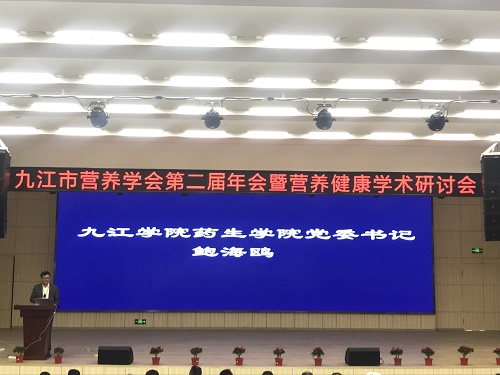 九江市营养学会第二届年会暨营养健康学术研讨会
九江学院药生学院党委书记
鲍海鸥